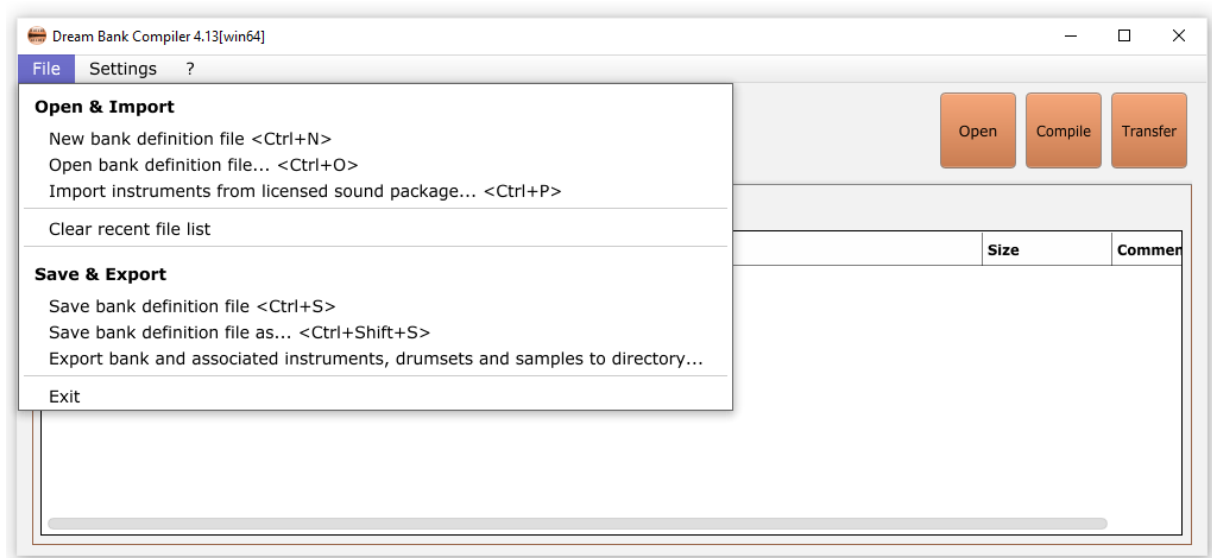 Dream Bank Compiler 4.13[win64]
File Settings ?
Open & Import
New bank definition file <Ctrl+N>
Open bank definition file... <Ctrl+O>
Import instruments from licensed sound package... <Ctrl+P>
Clear recent file list
Save & Export
Save bank definition file <Ctrl+S>
Save bank definition file as... <Ctrl+Shift+S>
Export bank and associated instruments, drumsets and samples to directory...
Exit
Open Compile Transfer
Size Commen